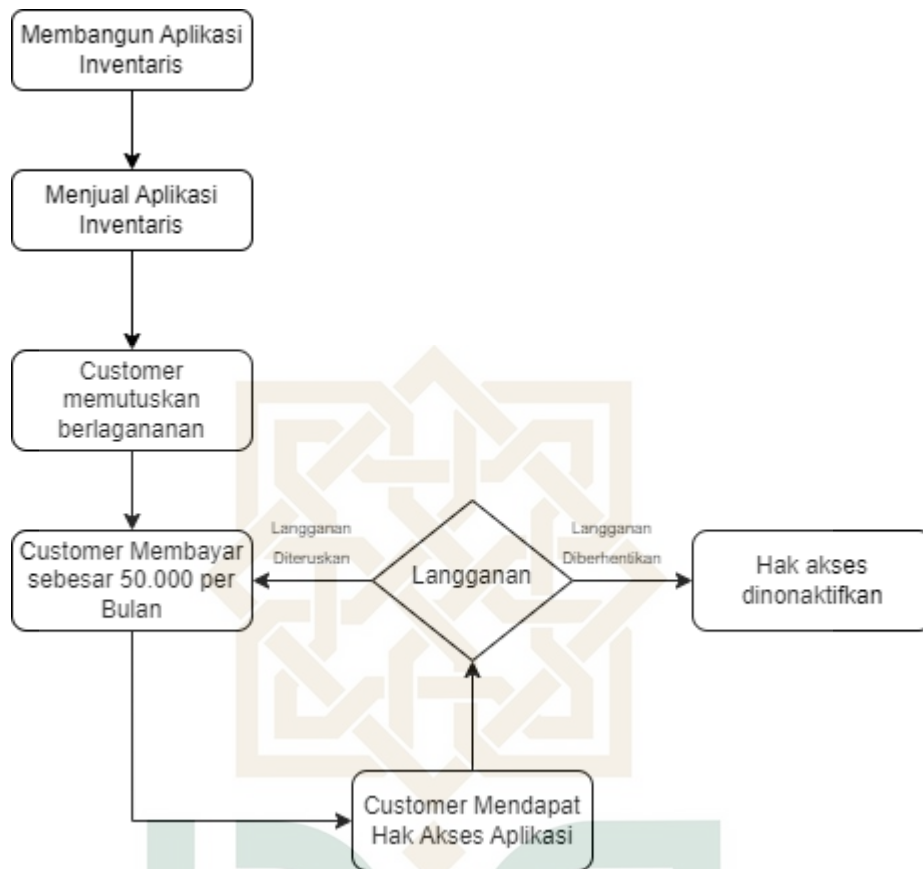 Membangun Aplikasi
Inventaris
Menjual Aplikasi
Inventaris
Customer
memutuskan
berlagananan
Customer Membayar
sebesar 50.000 per
Bulan
Langganan
Diteruskan
Langganan
Langganan
Diberhentikan
Hak akses
dinonaktifkan
Customer Mendapat
Hak Akses Aplikasi